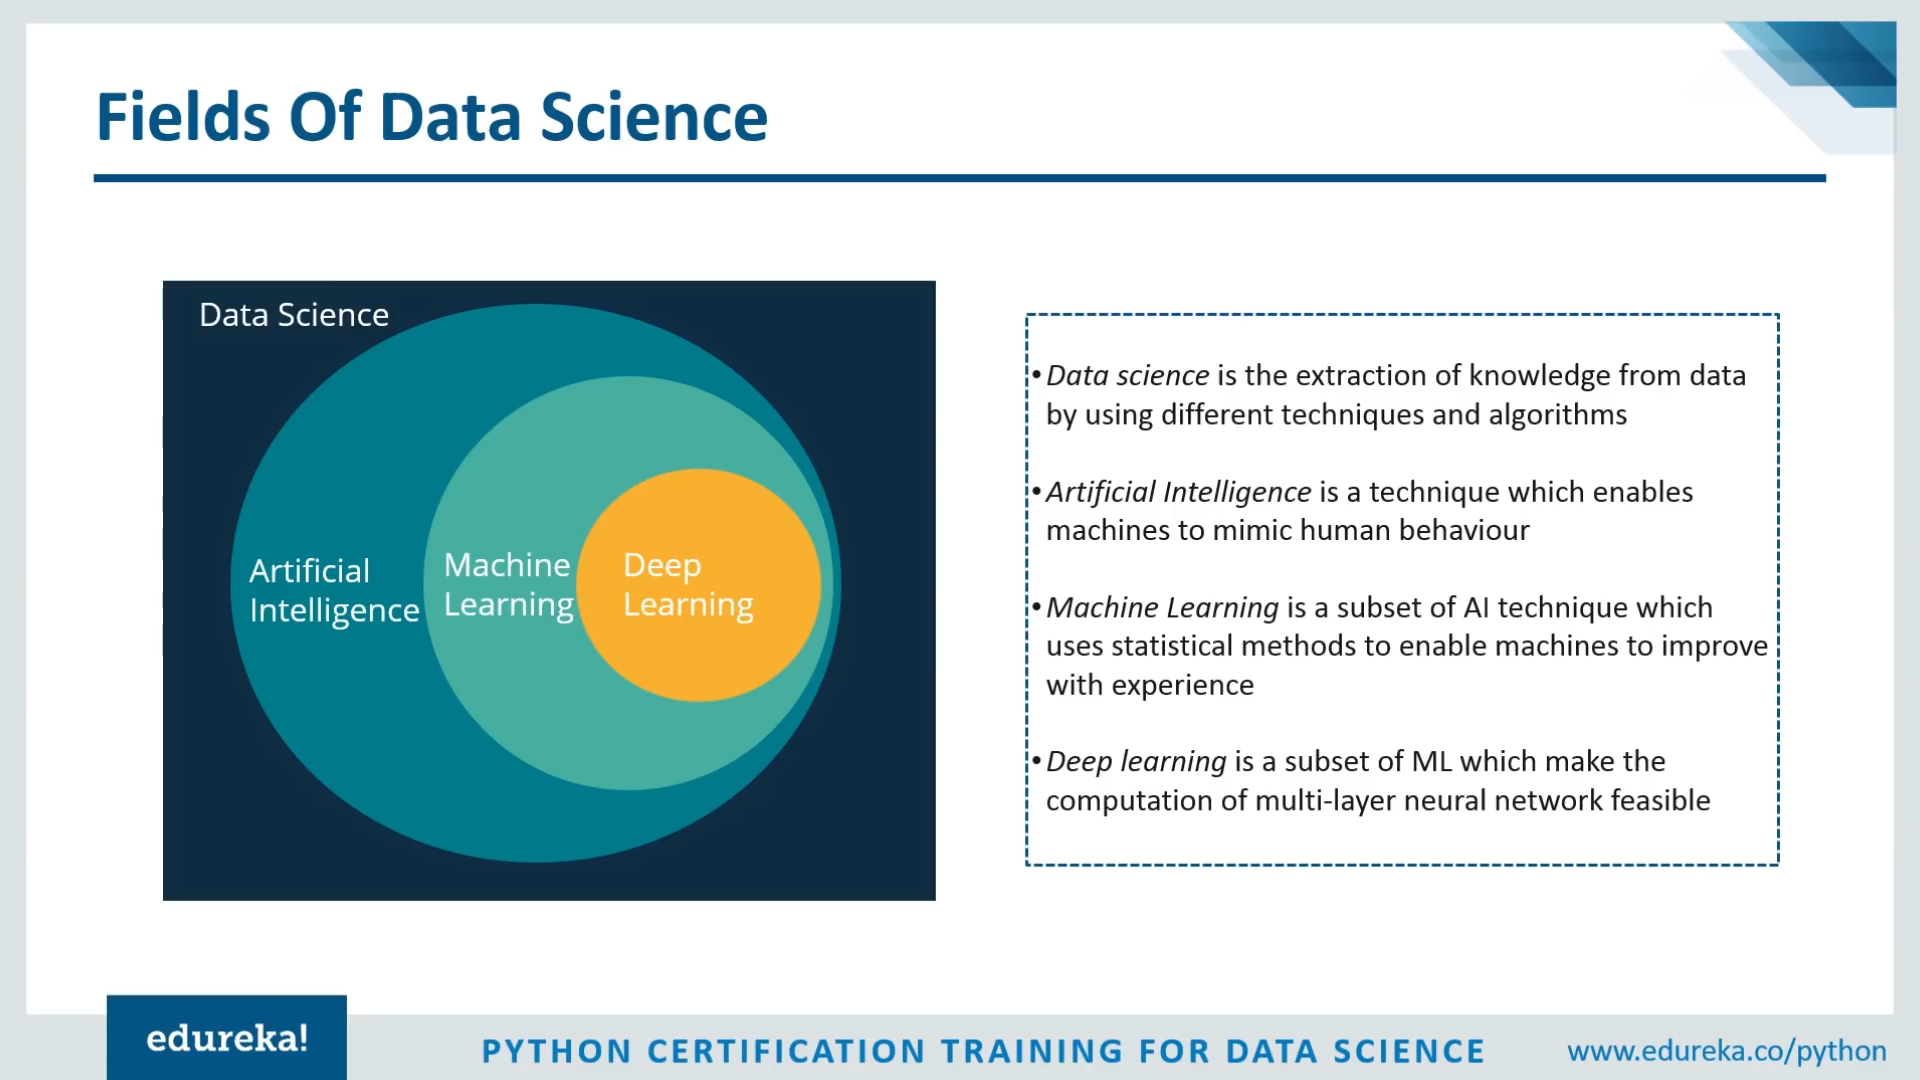 Fields Of Data Science
Data Science
Artificial
Intelligence
Machine
Learning
Deep
Learning
•Data science is the extraction of knowledge from data
by using different techniques and algorithms
•Artificial Intelligence is a technique which enables
machines to mimic human behaviour
•Machine Learning is a subset of AI technique which
uses statistical methods to enable machines to improve
with experience
•Deep learning is a subset of ML which make the
computation of multi-layer neural network feasible
edureka!
PYTHON CERTIFICATION TRAINING FOR DATA SCIENCE
www.edureka.co/python